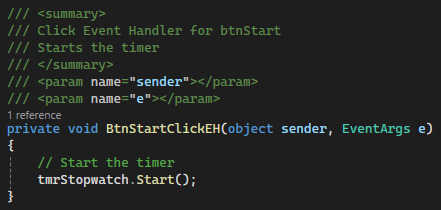 /// <summary>
/// Click Event Handler for btnStart
/// Starts the timer
/// </summary>
/// <param name="sender"></param>
/// <param name="e"></param>
1 reference
private void BtnStartClickEH(object sender, EventArgs e)
{
    // Start the timer
    tmrStopwatch.Start();
}